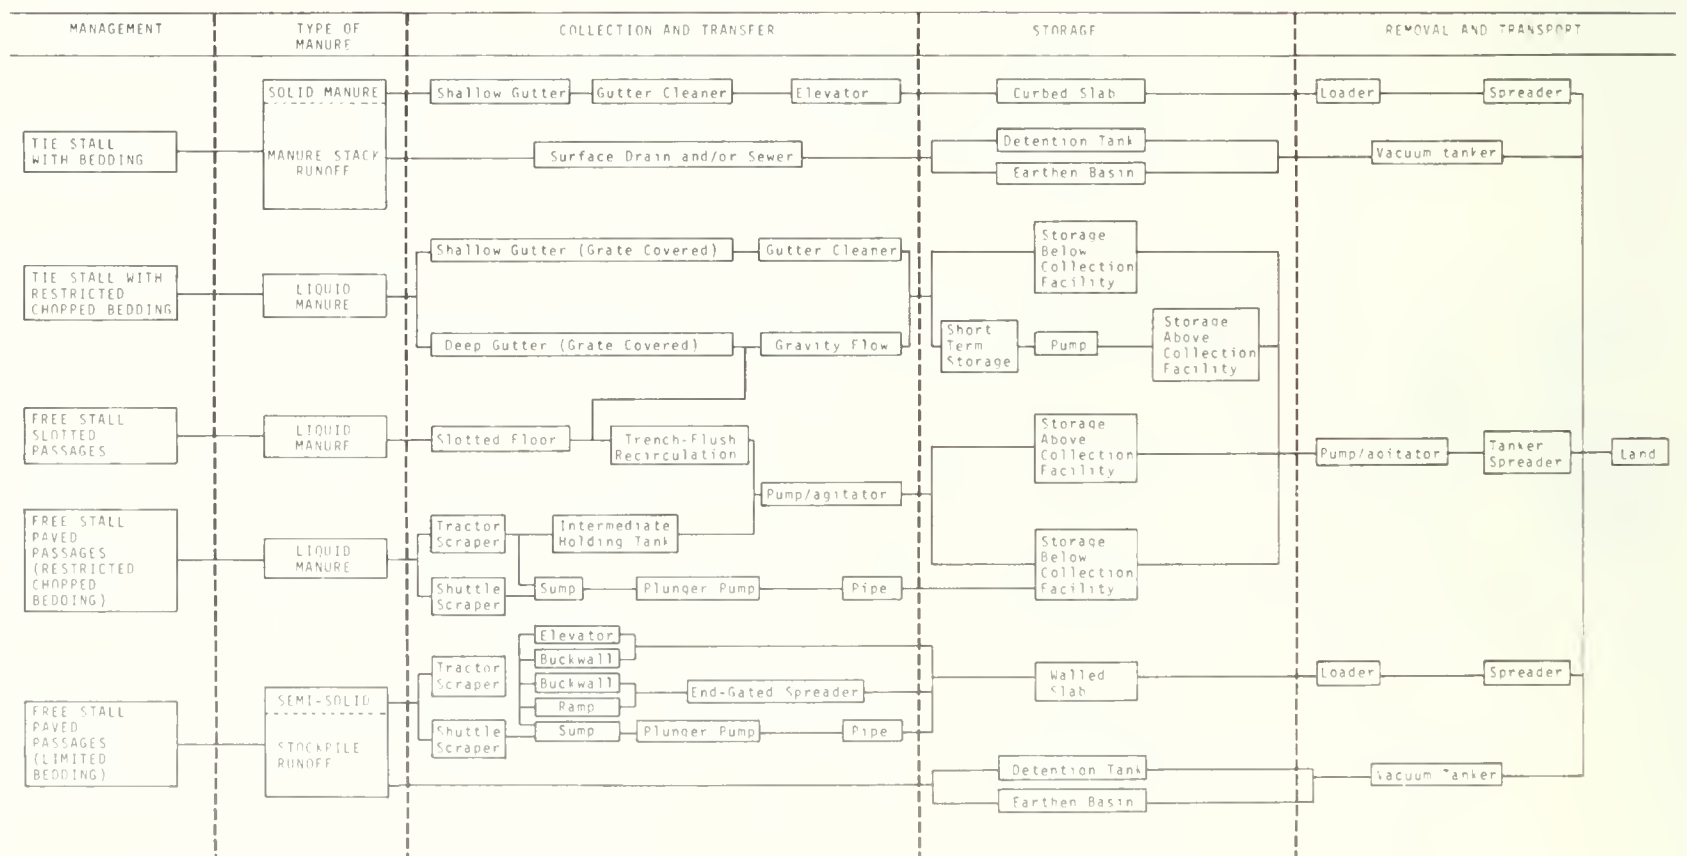 MANAGEMENT
TYPE OF
MANURE
COLLECTION AND TRANSFER
STORAGE
REMOVAL AND TRANSPORT
TIE STALL
WITH BEDDING
SOLID MANURE
MANURE STACK
RUNOFF
Shallow Gutter
Gutter Cleaner
Elevator
Curbed Slab
Loader
Spreader
Surface Drain and/or Sewer
Detention Tank
Earthen Basin
Vacuum tanker
TIE STALL WITH
RESTRICTED
CHOPPED BEDDING
LIQUID
MANURE
Shallow Gutter (Grate Covered)
Gutter Cleaner
Deep Gutter (Grate Covered)
Gravity Flow
Storage
Below
Collection
Facility
Short
Term
Storage
Pump
Storage
Above
Collection
Facility
FREE STALL
SLOTTED
PASSAGES
LIQUID
MANURE
Slotted Floor
Trench-Flush
Recirculation
Pump/agitator
Storage
Above
Collection
Facility
Pump/agitator
Tanker
Spreader
Land
FREE STALL
PAVED
PASSAGES
(RESTRICTED
CHOPPED
BEDDING)
LIQUID
MANURE
Tractor
Scraper
Intermediate
Holding Tank
Shuttle
Scraper
Sump
Plunger Pump
Pipe
Storage
Below
Collection
Facility
FREE STALL
PAVED
PASSAGES
(LIMITED
BEDDING)
SEMI-SOLID
STOCKPILE
RUNOFF
Tractor
Scraper
Shuttle
Scraper
Elevator
Buckwall
Buckwall
Ramp
Sump
End-Gated Spreader
Plunger Pump
Pipe
Walled
Slab
Loader
Spreader
Detention Tank
Earthen Basin
Vacuum Tanker